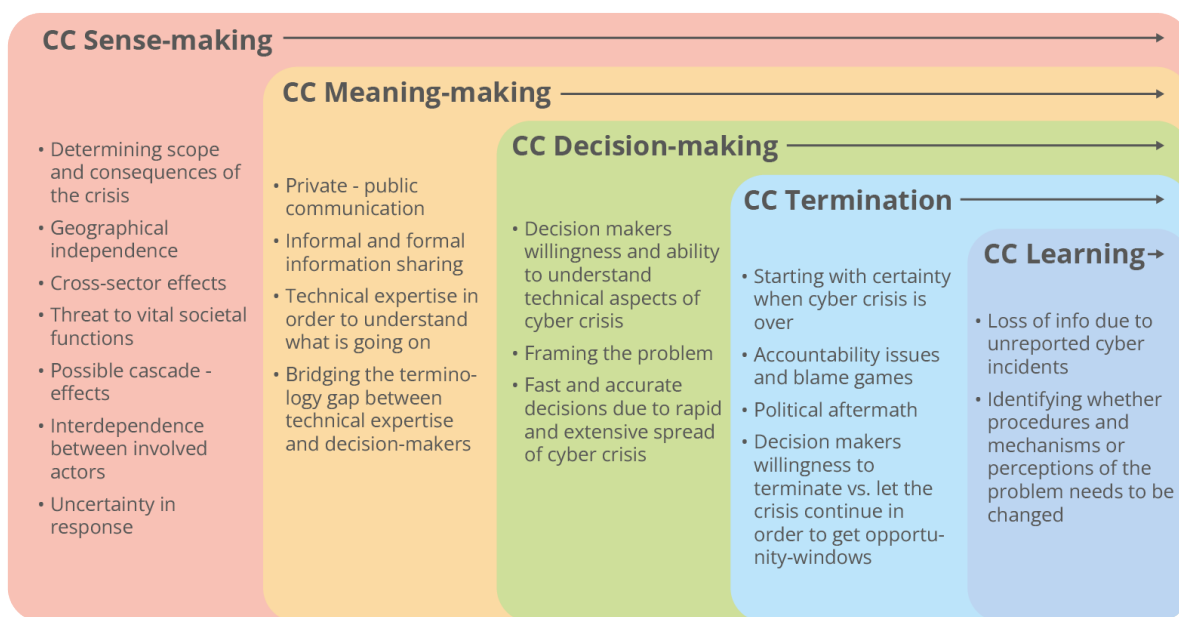 CC Sense-making
• Determining scope
and consequences of
the crisis
• Geographical
independence
• Cross-sector effects
• Threat to vital societal
functions
• Possible cascade -
effects
• Interdependence
between involved
actors
• Uncertainty in
response
CC Meaning-making
• Private - public
communication
• Informal and formal
information sharing
• Technical expertise in
order to understand
what is going on
• Bridging the termino-
logy gap between
technical expertise
and decision-makers
CC Decision-making
• Decision makers
willingness and ability
to understand
technical aspects of
cyber crisis
• Framing the problem
• Fast and accurate
decisions due to rapid
and extensive spread
of cyber crisis
CC Termination
• Starting with certainty
when cyber crisis is
over
• Accountability issues
and blame games
• Political aftermath
• Decision makers
willingness to
terminate vs. let the
crisis continue in
order to get opportu-
nity-windows
CC Learning
• Loss of info due to
unreported cyber
incidents
• Identifying whether
procedures and
mechanisms or
perceptions of the
problem needs to be
changed